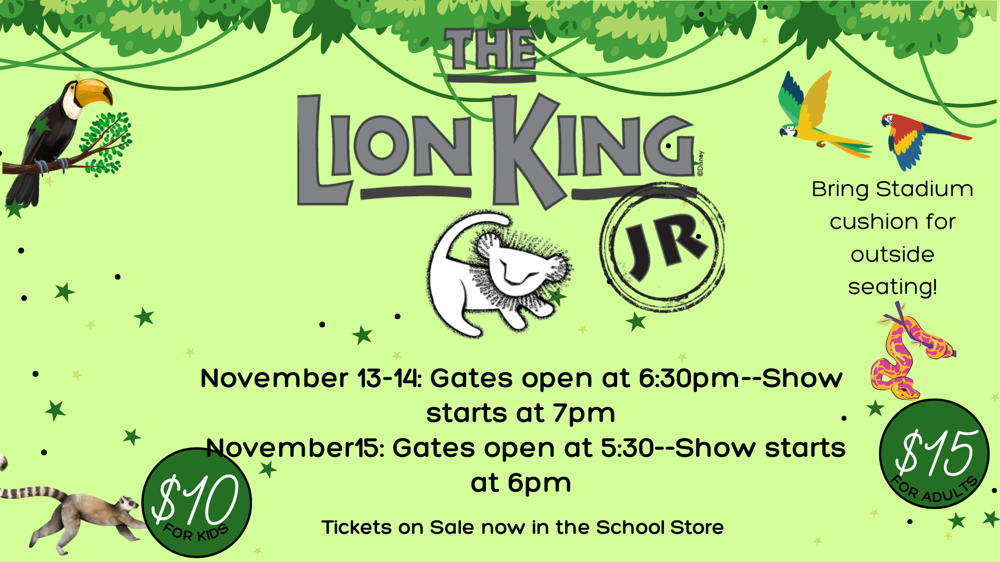 THE
LION KING
©Disney
JR
Bring Stadium
cushion for
outside
seating!
November 13-14: Gates open at 6:30pm--Show
starts at 7pm
November15: Gates open at 5:30--Show starts
at 6pm
$15
FOR ADULTS
$10
FOR KIDS
Tickets on Sale now in the School Store